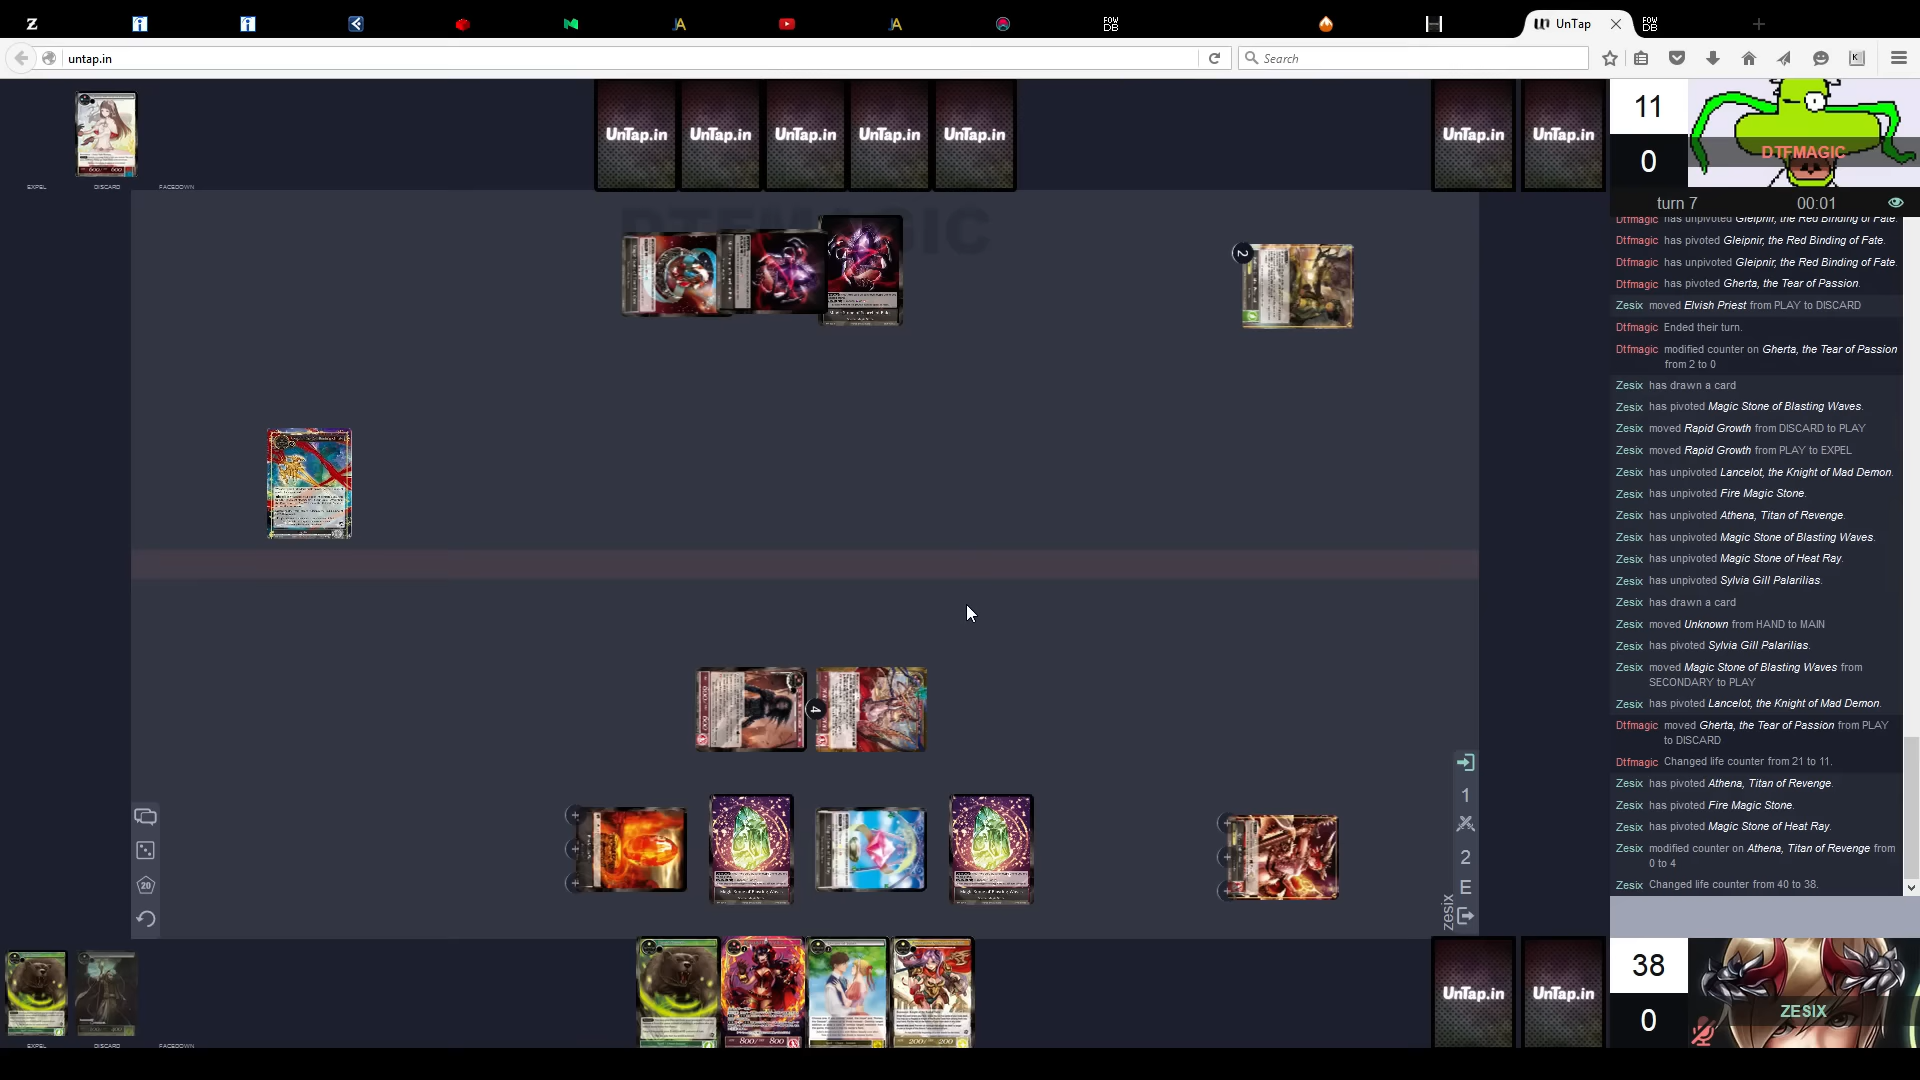 UnTap
FOW
DB
FOW
DB
untap.in
Search
UnTap.in
UnTap.in
UnTap.in
UnTap.in
UnTap.in
UnTap.in
UnTap.in
11
0
DTFMAGIC
turn 7
00:01
EXPEL
DISCARD
FACEDOWN
DTFMAGIC
2
Dtfmagic has unpivoted Gleipnir, the Red Binding of Fate.
Dtfmagic has pivoted Gleipnir, the Red Binding of Fate.
Dtfmagic has unpivoted Gleipnir, the Red Binding of Fate.
Dtfmagic has pivoted Gherta, the Tear of Passion.
Zesix moved Elvish Priest from PLAY to DISCARD
Dtfmagic Ended their turn.
Dtfmagic modified counter on Gherta, the Tear of Passion
from 2 to 0
Zesix has drawn a card
Zesix has pivoted Magic Stone of Blasting Waves.
Zesix moved Rapid Growth from DISCARD to PLAY
Zesix moved Rapid Growth from PLAY to EXPEL
Zesix has unpivoted Lancelot, the Knight of Mad Demon.
Zesix has unpivoted Fire Magic Stone.
Zesix has unpivoted Athena, Titan of Revenge.
Zesix has unpivoted Magic Stone of Blasting Waves.
Zesix has unpivoted Magic Stone of Heat Ray.
Zesix has unpivoted Sylvia Gill Palarilias.
Zesix has drawn a card
Zesix moved Unknown from HAND to MAIN
Zesix has pivoted Sylvia Gill Palarilias.
Zesix moved Magic Stone of Blasting Waves from
SECONDARY to PLAY
Zesix has pivoted Lancelot, the Knight of Mad Demon.
Dtfmagic moved Gherta, the Tear of Passion from PLAY
to DISCARD
Dtfmagic Changed life counter from 21 to 11.
Zesix has pivoted Athena, Titan of Revenge.
Zesix has pivoted Fire Magic Stone.
Zesix has pivoted Magic Stone of Heat Ray.
Zesix modified counter on Athena, Titan of Revenge from
0 to 4
Zesix Changed life counter from 40 to 38.
4
1
2
E
zesix
20
800 / 800
200 / 200
UnTap.in
UnTap.in
38
0
ZESIX
EXPEL
DISCARD
FACEDOWN